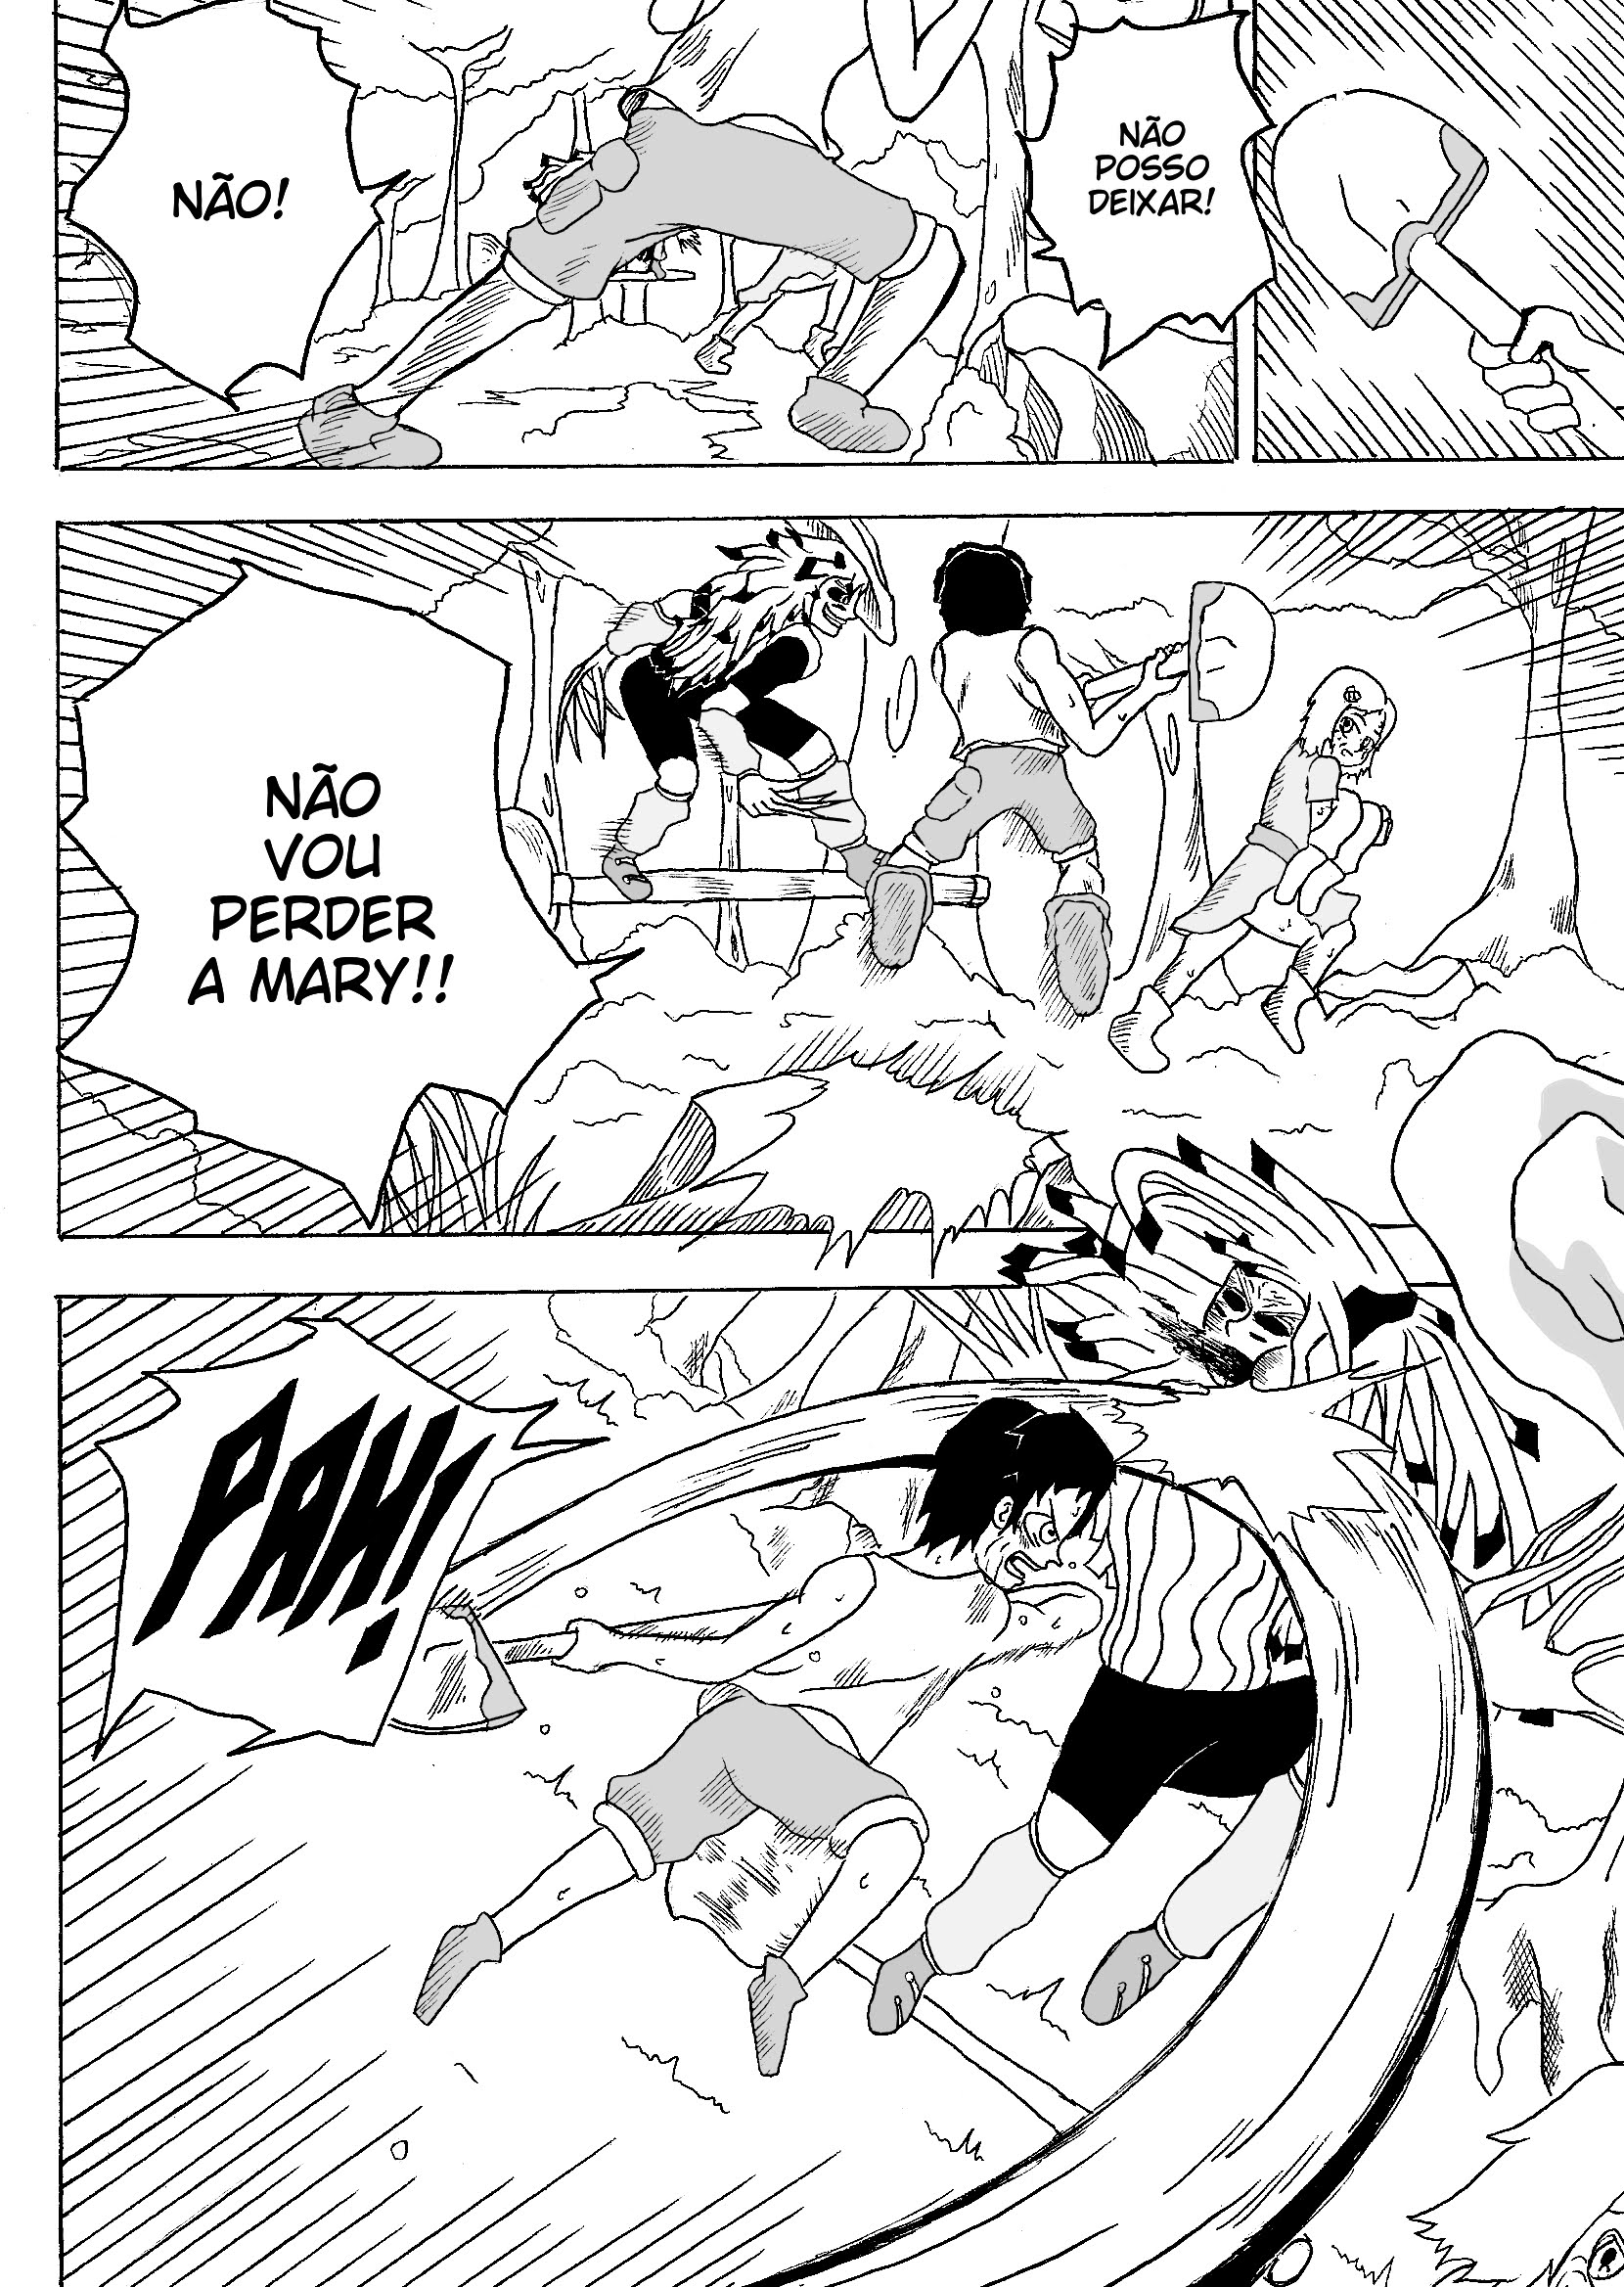 NÃO!
NÃO
POSSO
DEIXAR!
NÃO
VOU
PERDER
A MARY!!
PAH!